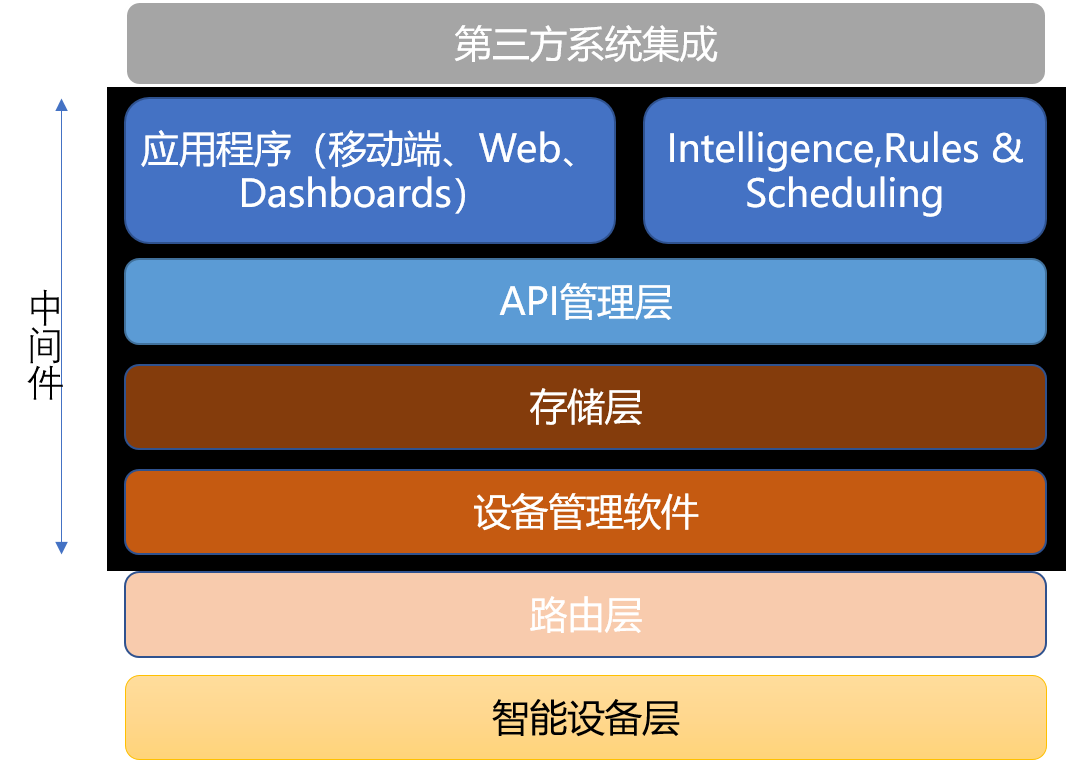 第三方系统集成
应用程序（移动端、Web、
Dashboards）
Intelligence,Rules &
Scheduling
API管理层
中间件
存储层
设备管理软件
路由层
智能设备层